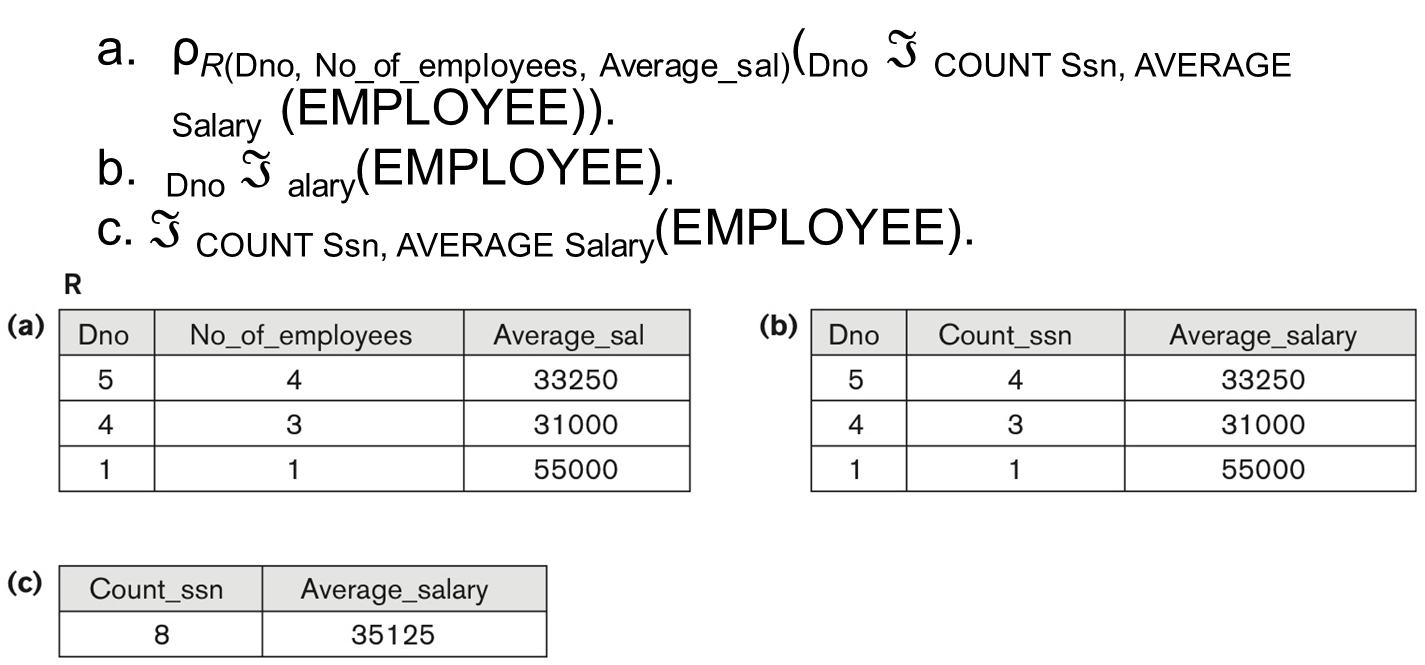 a. ρR(Dno, No_of_employees, Average_sal)(Dno ℑ COUNT Ssn, AVERAGE
Salary (EMPLOYEE)).
b. Dno ℑ alary(EMPLOYEE).
c. ℑ COUNT Ssn, AVERAGE Salary(EMPLOYEE).
R
(a) Dno No_of_employees Average_sal
5 4 33250
4 3 31000
1 1 55000
(b) Dno Count_ssn Average_salary
5 4 33250
4 3 31000
1 1 55000
(c) Count_ssn Average_salary
8 35125